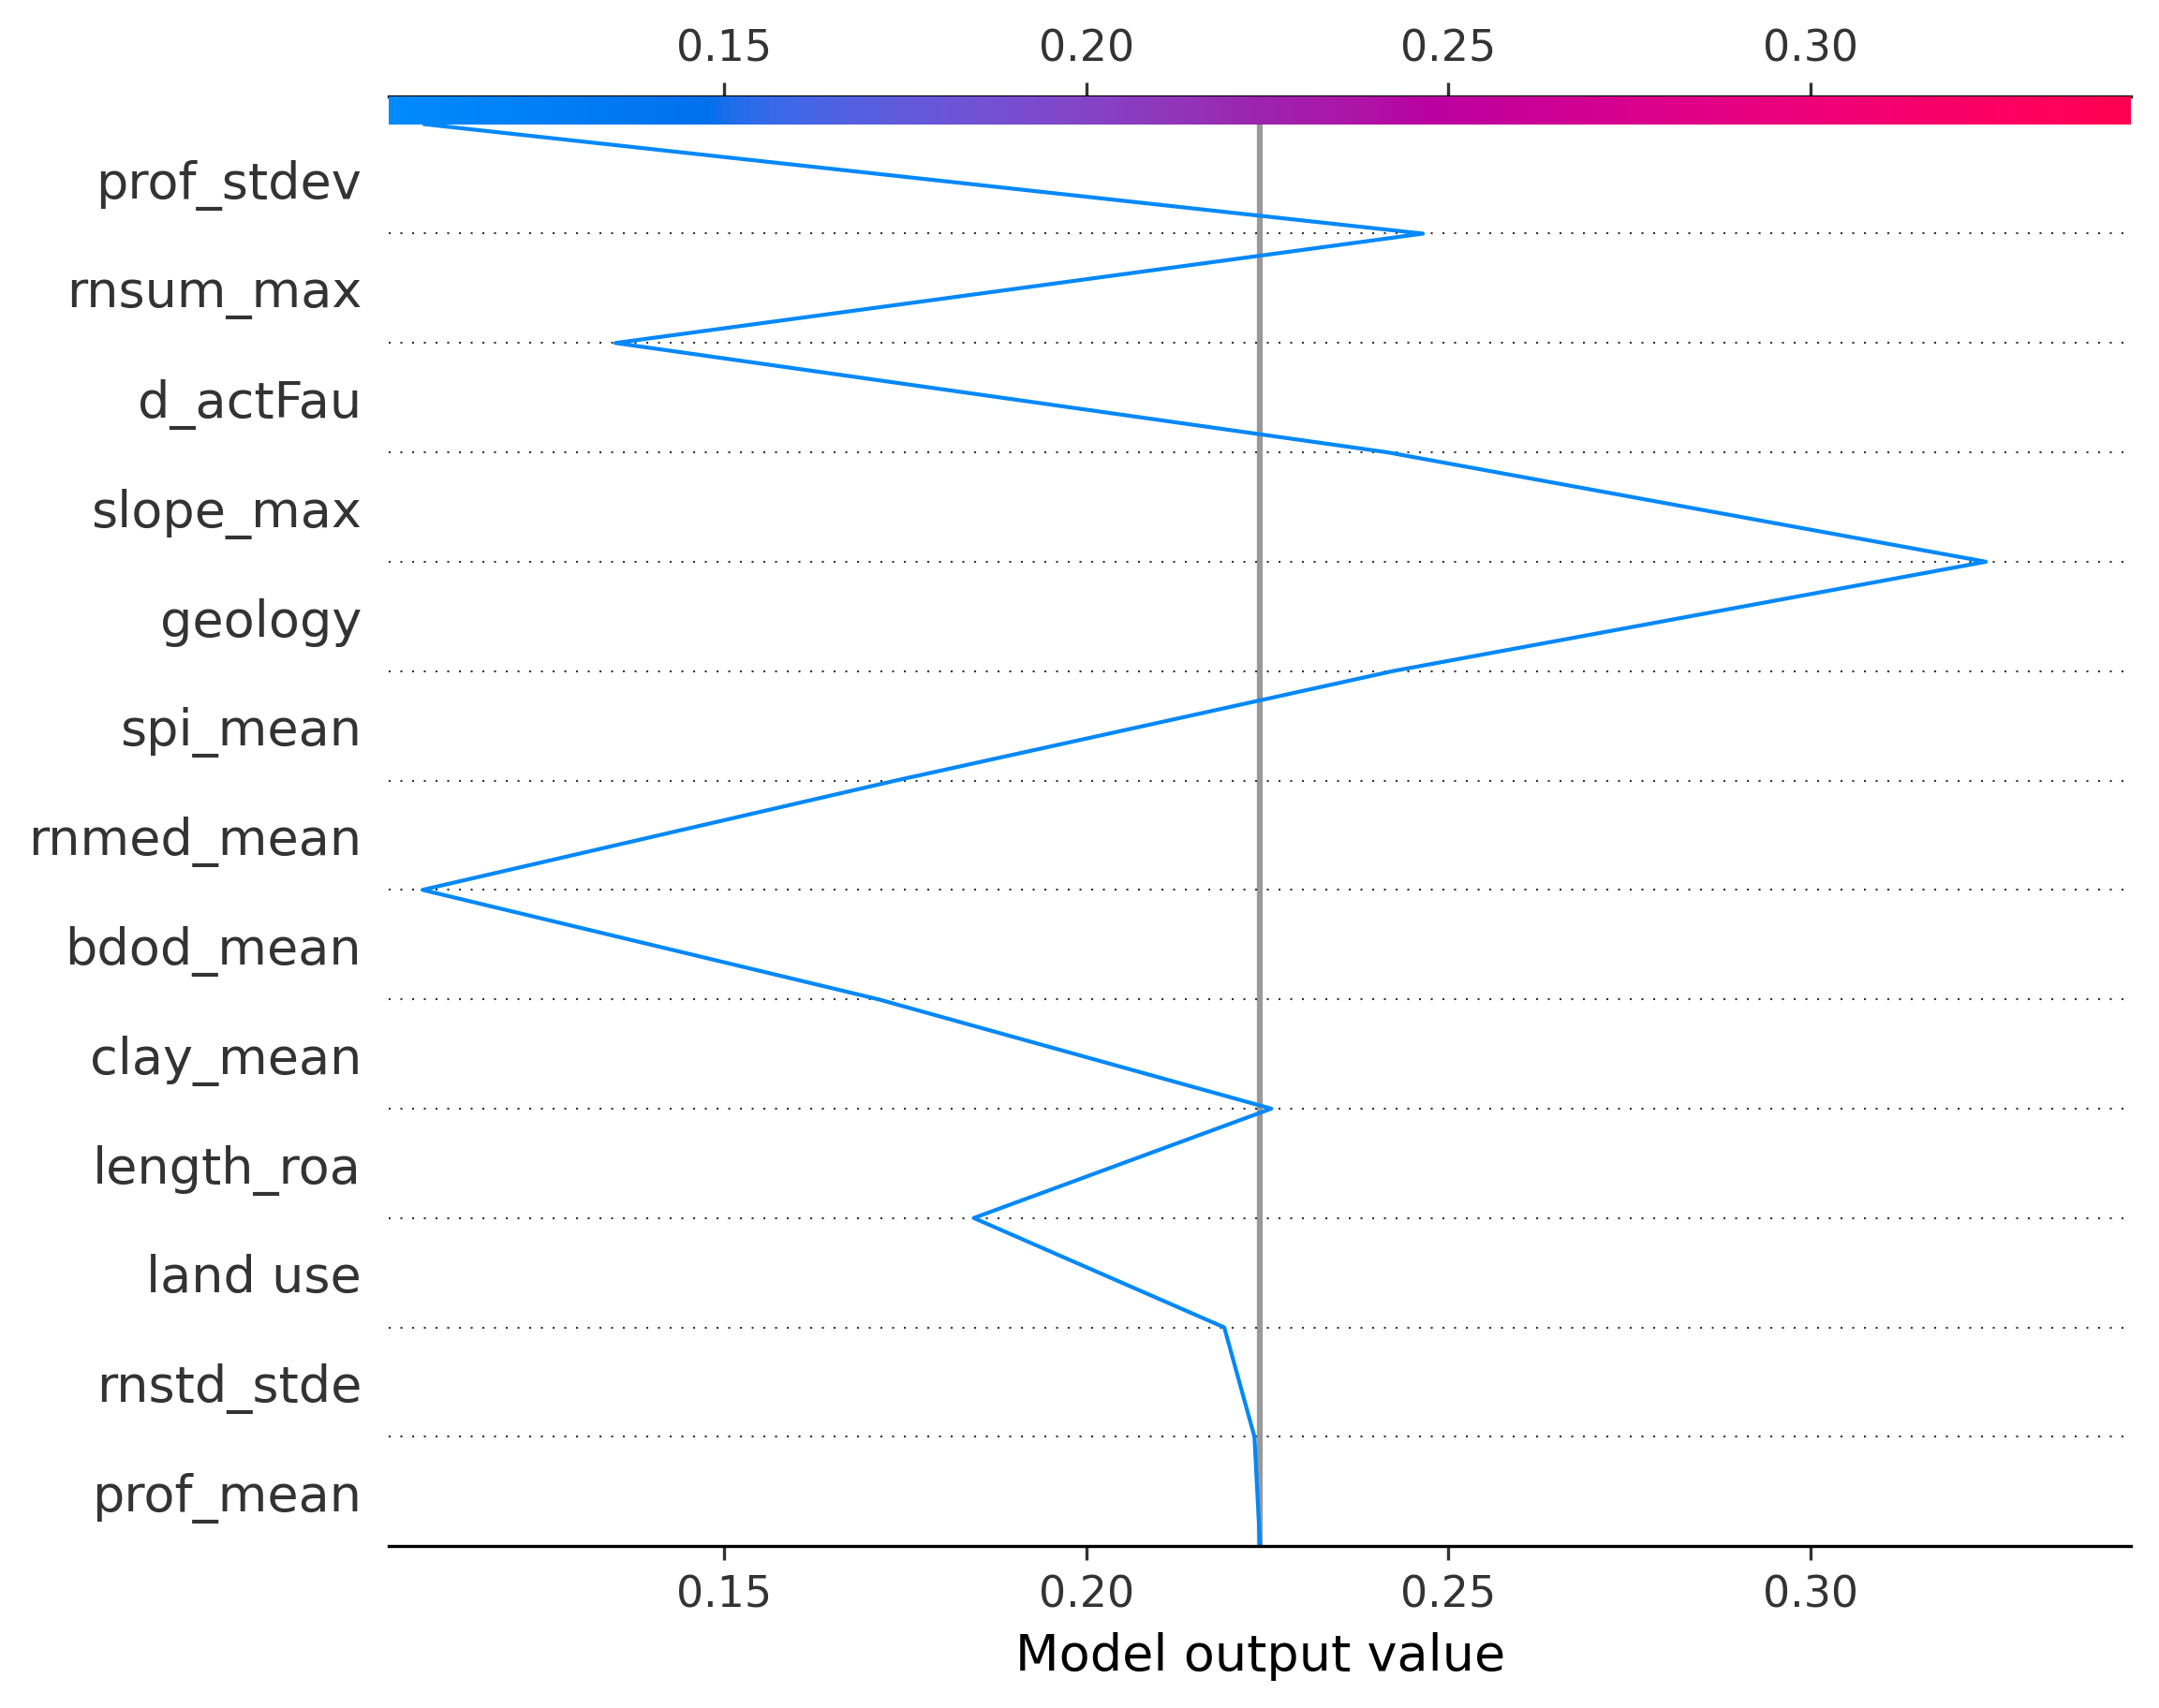 0.15 0.20 0.25 0.30
prof_stdev
rnsum_max
d_actFau
slope_max
geology
spi_mean
rnmed_mean
bdod_mean
clay_mean
length_roa
land use
rnstd_stde
prof_mean
0.15 0.20 0.25 0.30
Model output value